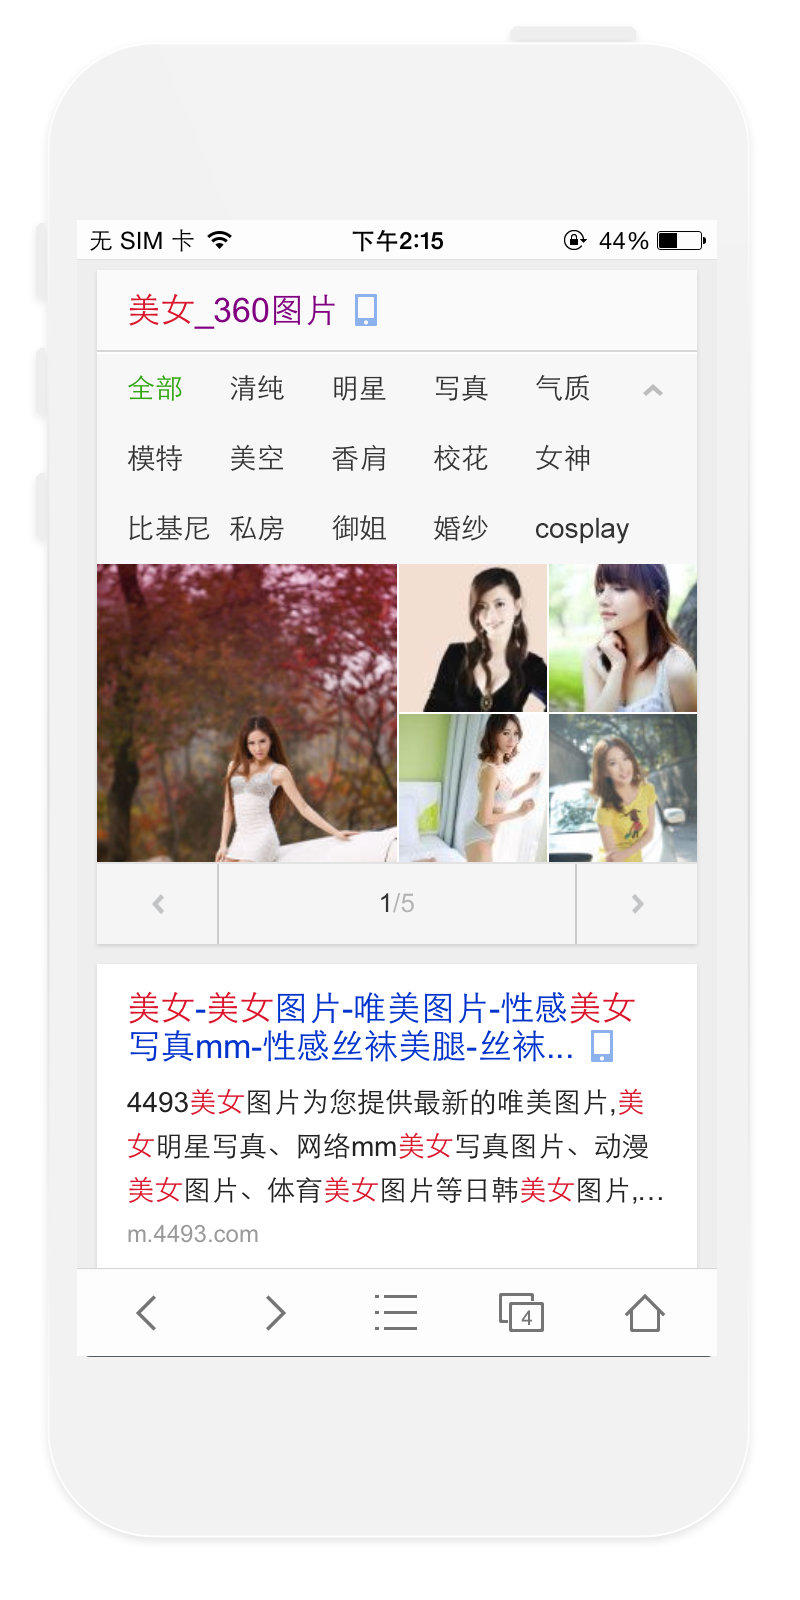 无 SIM 卡 下午2:15 44%
美女_360图片
全部 清纯 明星 写真 气质
模特 美空 香肩 校花 女神
比基尼 私房 御姐 婚纱 cosplay
1/5
美女-美女图片-唯美图片-性感美女
写真mm-性感丝袜美腿-丝袜...
4493美女图片为您提供最新的唯美图片,美
女明星写真、网络mm美女写真图片、动漫
美女图片、体育美女图片等日韩美女图片,...
m.4493.com
4